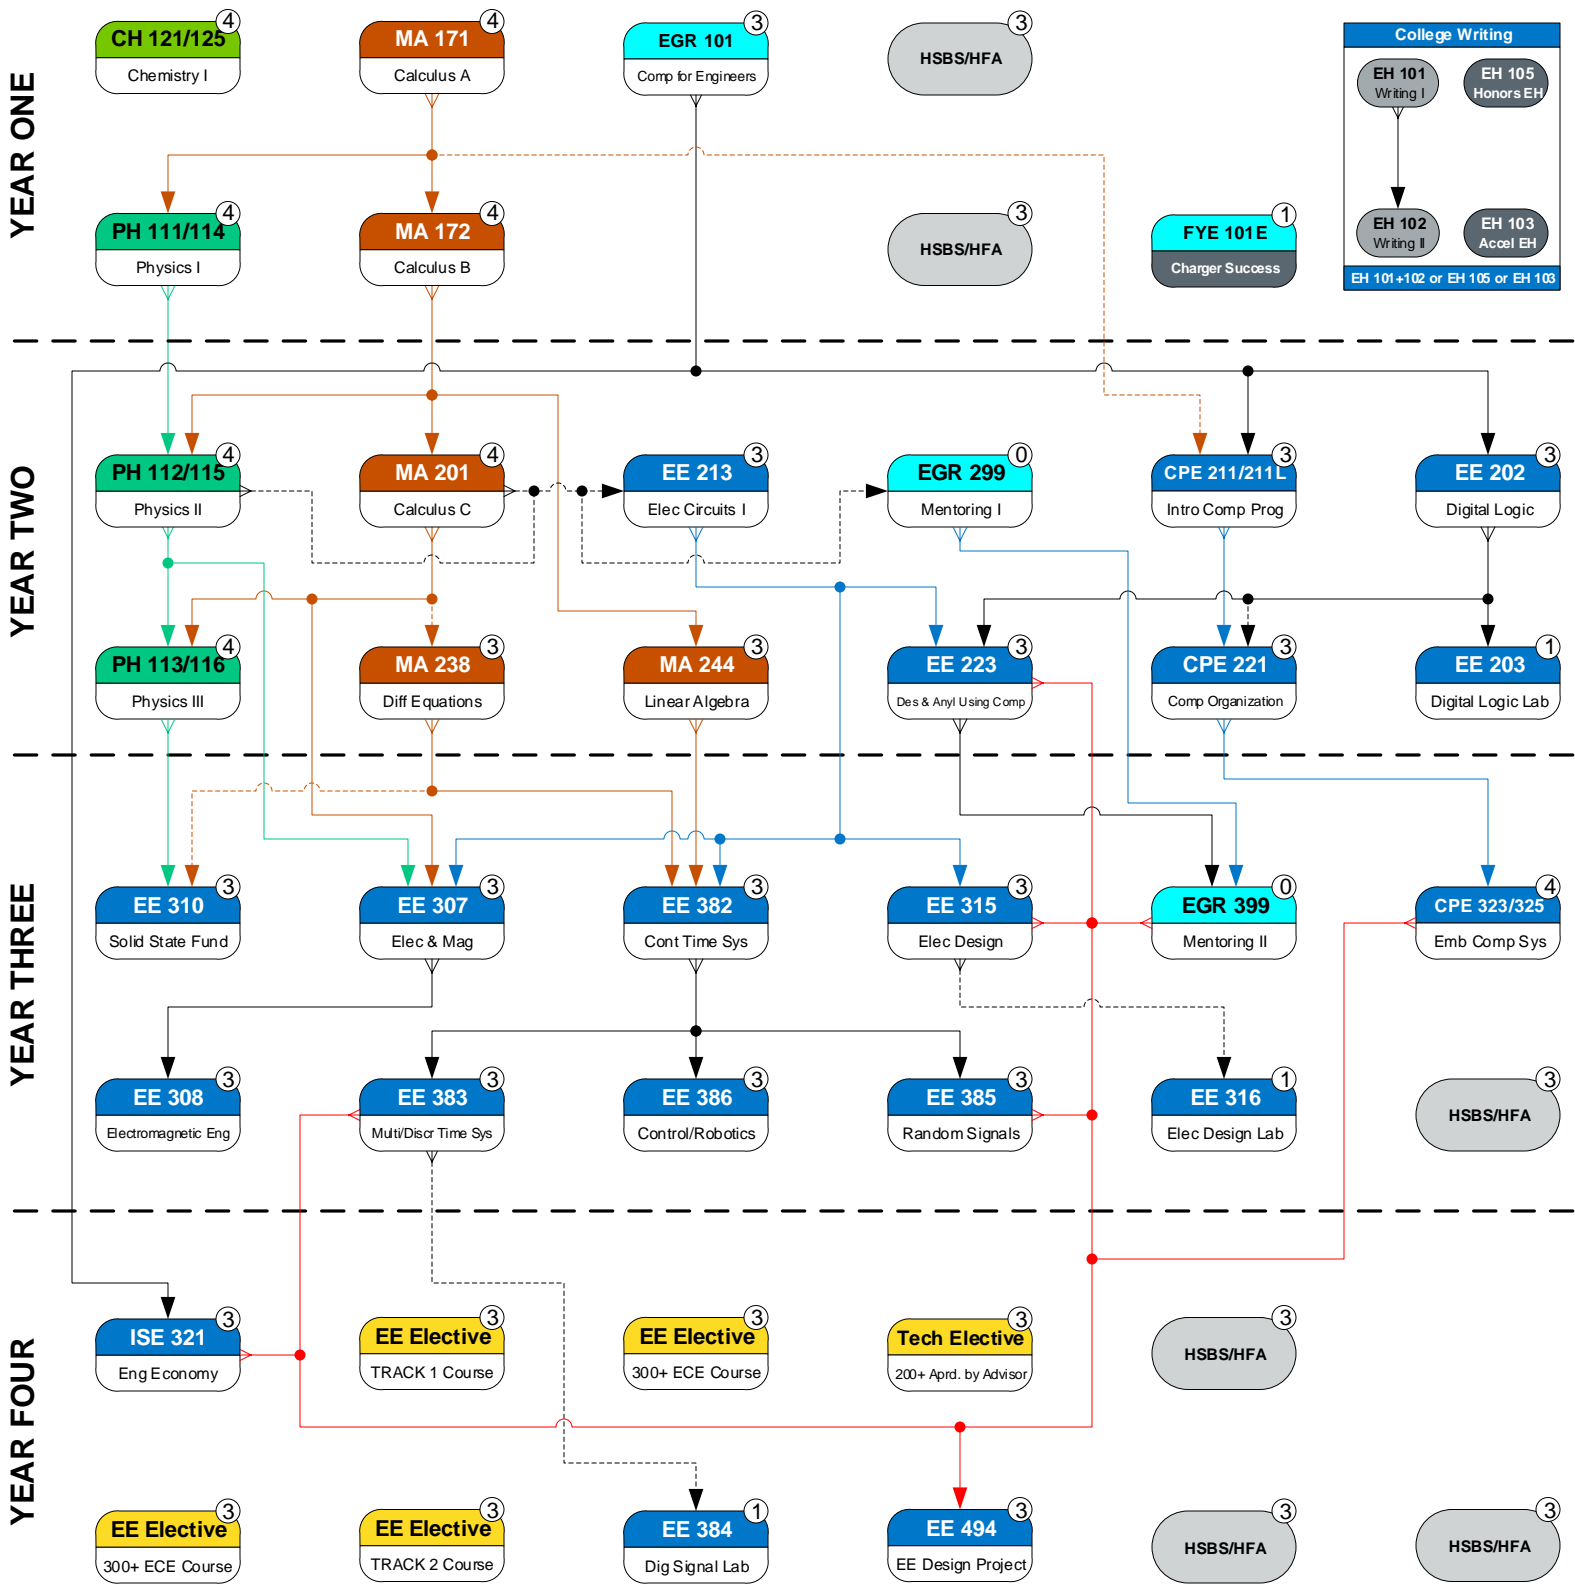 YEAR ONE
4
CH 121/125
Chemistry I
4
MA 171
Calculus A
3
EGR 101
Comp for Engineers
3
HSBS/HFA
College Writing
EH 101
Writing I
EH 105
Honors EH
EH 102
Writing II
EH 103
Accel EH
EH 101+102 or EH 105 or EH 103
4
PH 111/114
Physics I
4
MA 172
Calculus B
3
HSBS/HFA
1
FYE 101E
Charger Success
YEAR TWO
4
PH 112/115
Physics II
4
MA 201
Calculus C
3
EE 213
Elec Circuits I
0
EGR 299
Mentoring I
3
CPE 211/211L
Intro Comp Prog
3
EE 202
Digital Logic
4
PH 113/116
Physics III
3
MA 238
Diff Equations
3
MA 244
Linear Algebra
3
EE 223
Des & Anyl Using Comp
3
CPE 221
Comp Organization
1
EE 203
Digital Logic Lab
YEAR THREE
3
EE 310
Solid State Fund
3
EE 307
Elec & Mag
3
EE 382
Cont Time Sys
3
EE 315
Elec Design
0
EGR 399
Mentoring II
4
CPE 323/325
Emb Comp Sys
3
EE 308
Electromagnetic Eng
3
EE 383
Multi/Discr Time Sys
3
EE 386
Control/Robotics
3
EE 385
Random Signals
1
EE 316
Elec Design Lab
3
HSBS/HFA
YEAR FOUR
3
ISE 321
Eng Economy
3
EE Elective
TRACK 1 Course
3
EE Elective
300+ ECE Course
3
Tech Elective
200+ Aprd. by Advisor
3
HSBS/HFA
3
EE Elective
300+ ECE Course
3
EE Elective
TRACK 2 Course
1
EE 384
Dig Signal Lab
3
EE 494
EE Design Project
3
HSBS/HFA
3
HSBS/HFA